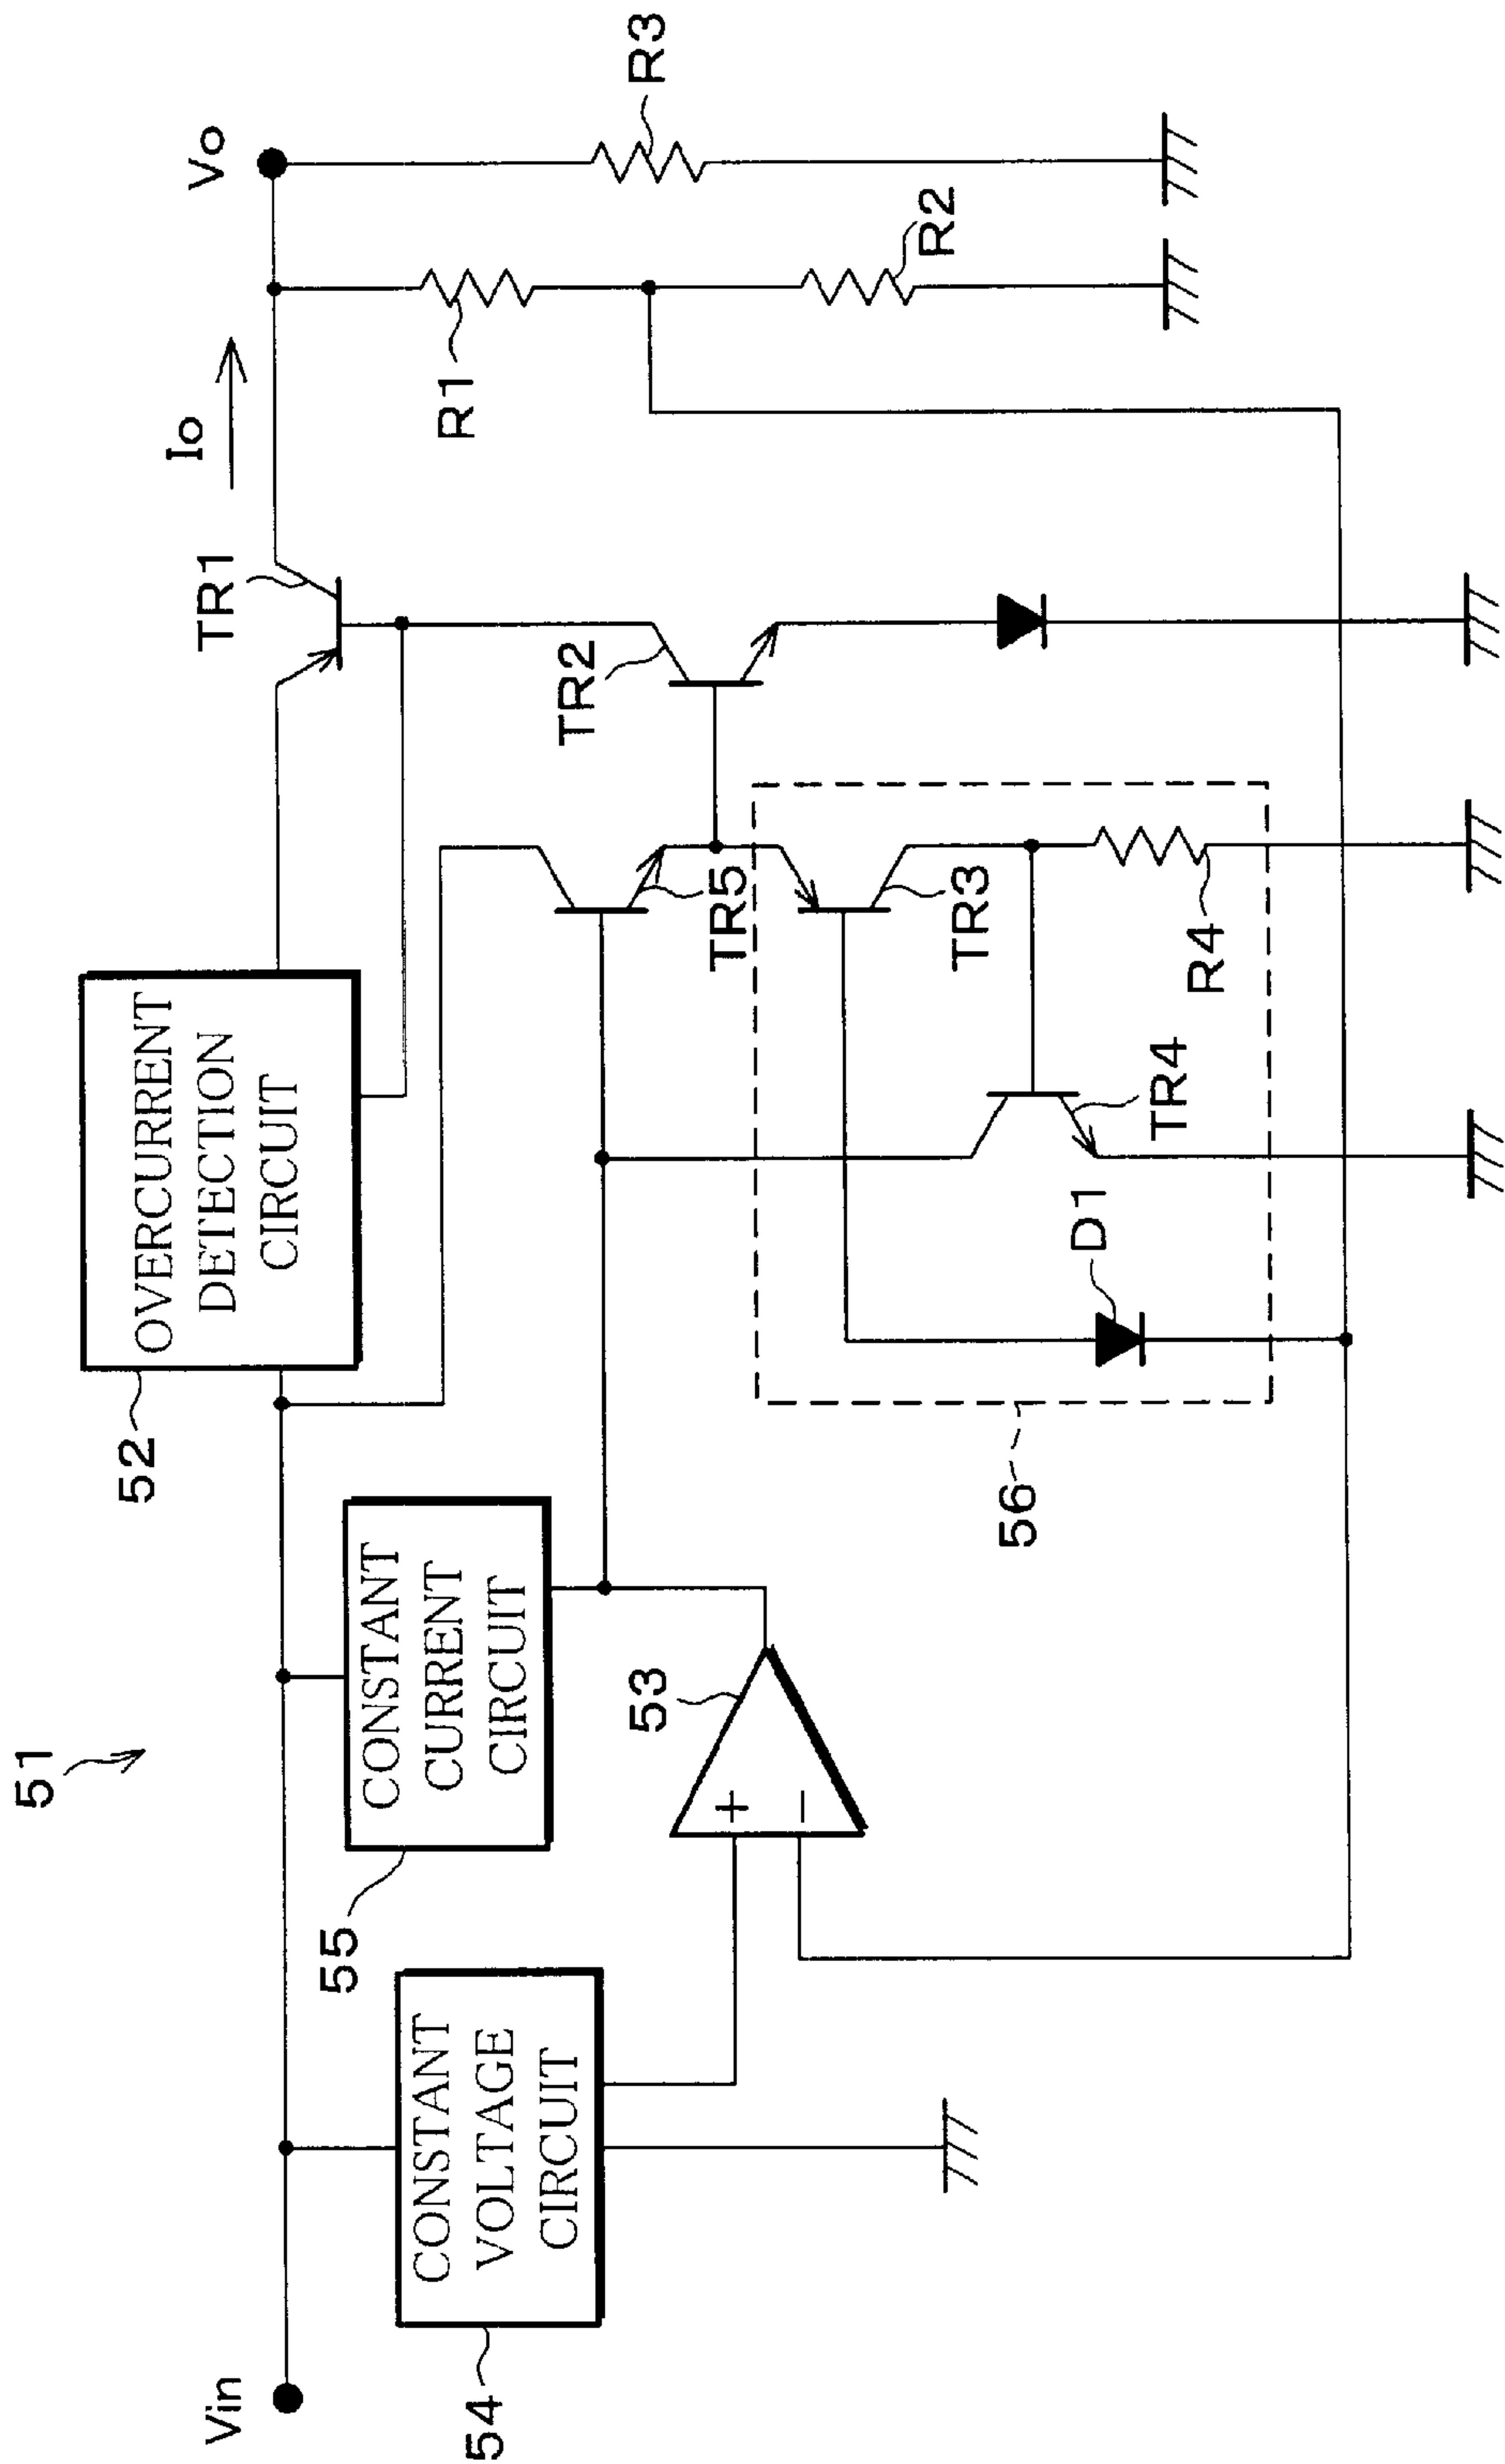 51
Vin
54
CONSTANT
VOLTAGE
CIRCUIT
55
CONSTANT
CURRENT
CIRCUIT
53
+
−
52
OVERCURRENT
DETECTION
CIRCUIT
TR1
Io
Vo
R1
R2
R3
TR2
TR5
TR3
R4
TR4
D1
56